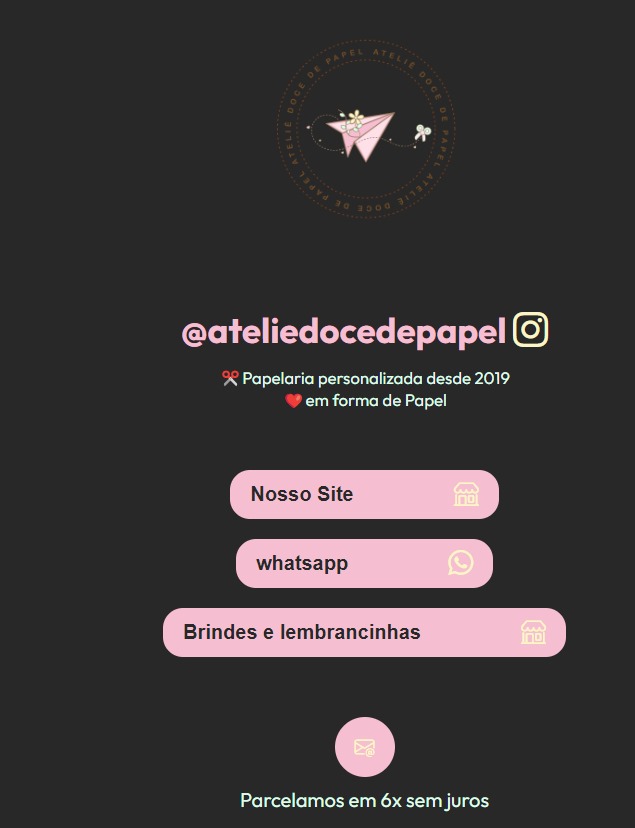 ATELIÊ DOCE DE PAPEL ATELIÊ DOCE DE PAPEL ATELIÊ DOCE DE PAPEL
@ateliedocedepapel
Papelaria personalizada desde 2019
em forma de Papel
Nosso Site
whatsapp
Brindes e lembrancinhas
Parcelamos em 6x sem juros